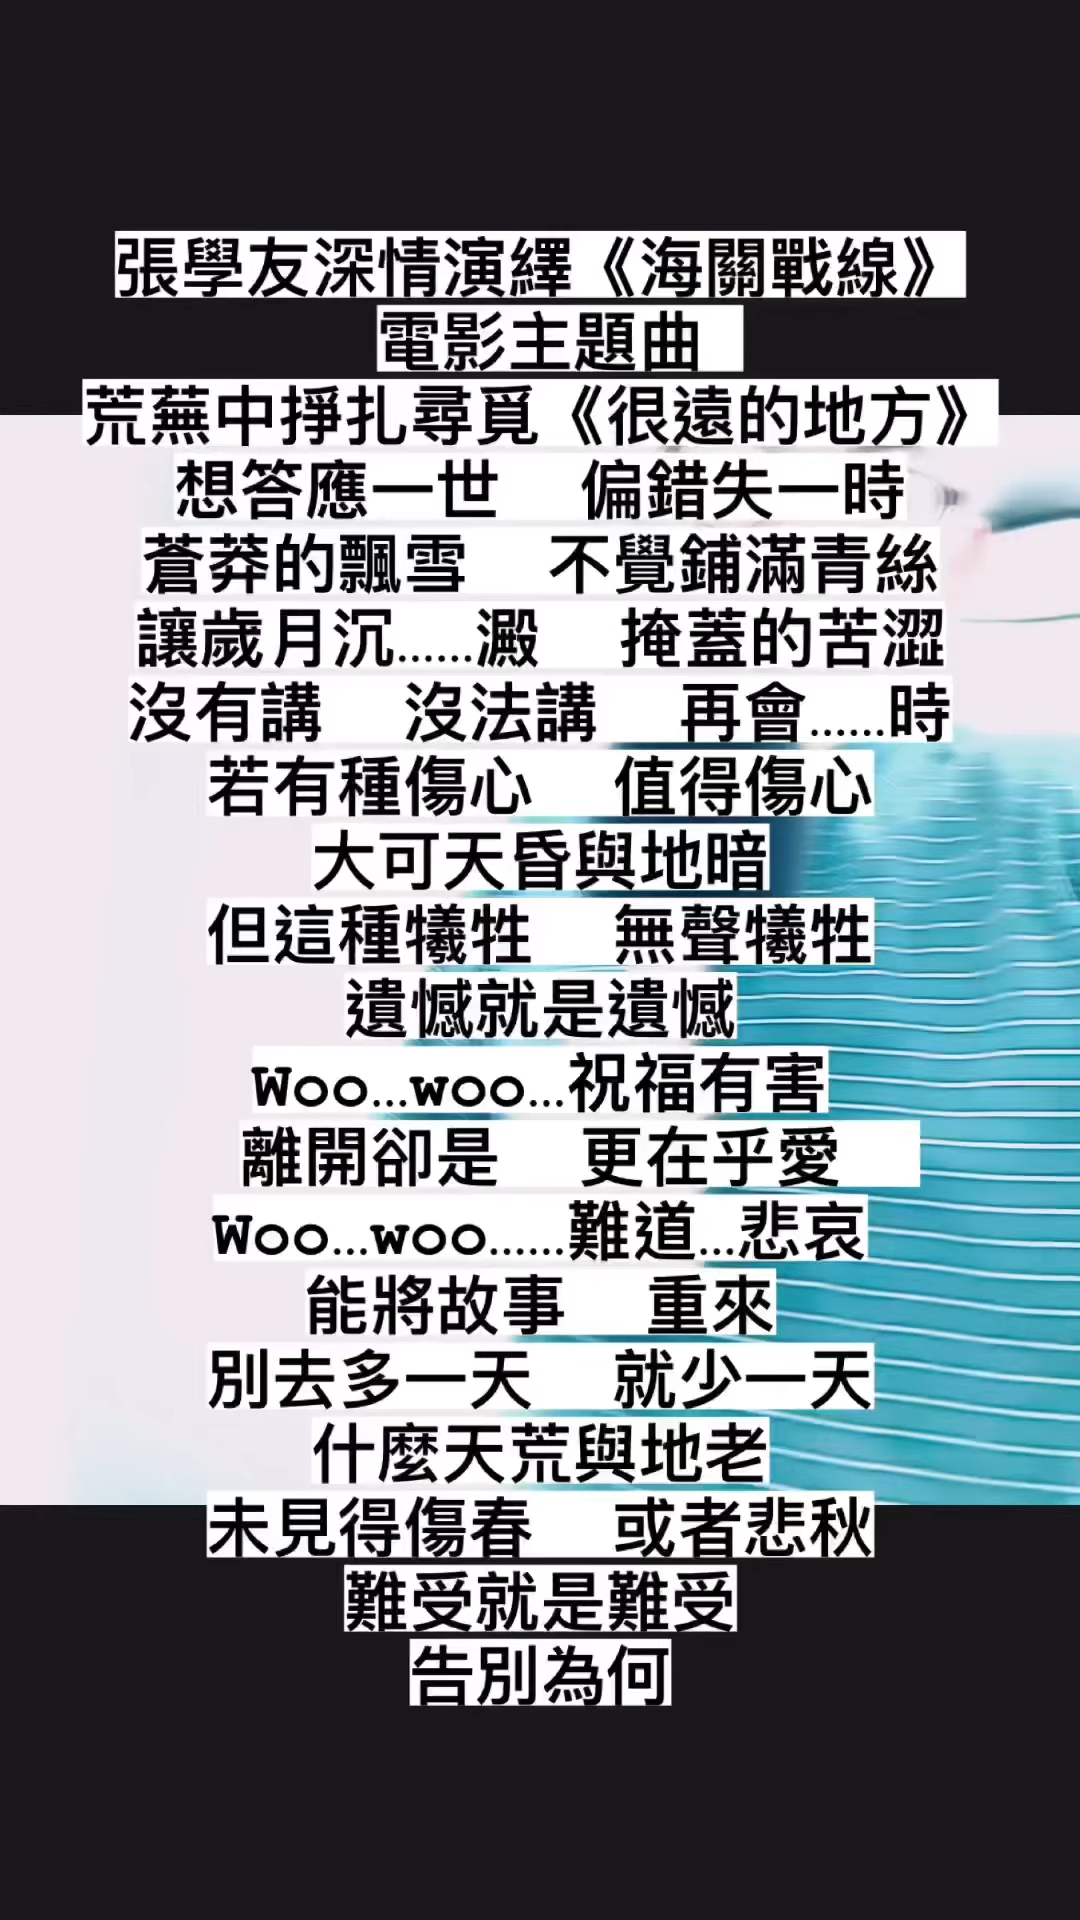 張學友深情演繹《海關戰線》
電影主題曲
荒蕪中掙扎尋覓《很遠的地方》
想答應一世 偏錯失一時
蒼莽的飄雪 不覺鋪滿青絲
讓歲月沉......澱 掩蓋的苦澀
沒有講 沒法講 再會......時
若有種傷心 值得傷心
大可天昏與地暗
但這種犧牲 無聲犧牲
遺憾就是遺憾
Woo...woo...祝福有害
離開卻是 更在乎愛
Woo...woo......難道...悲哀
能將故事 重來
別去多一天 就少一天
什麼天荒與地老
未見得傷春 或者悲秋
難受就是難受
告別為何